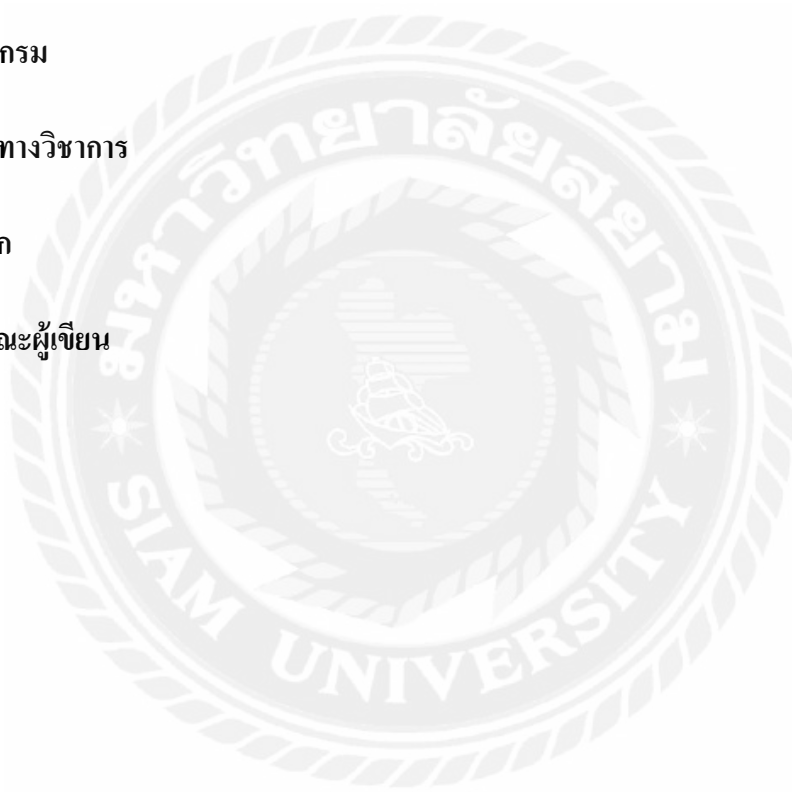 กรม
ทางวิชาการ
ก
ณะผู้เขียน
มหาวิทยาลัยสยาม
SIAM UNIVERSITY